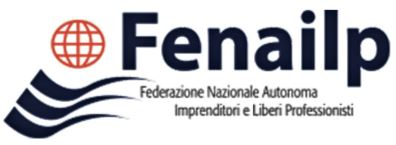 Fenailp
Federazione Nazionale Autonoma
Imprenditori e Liberi Professionisti